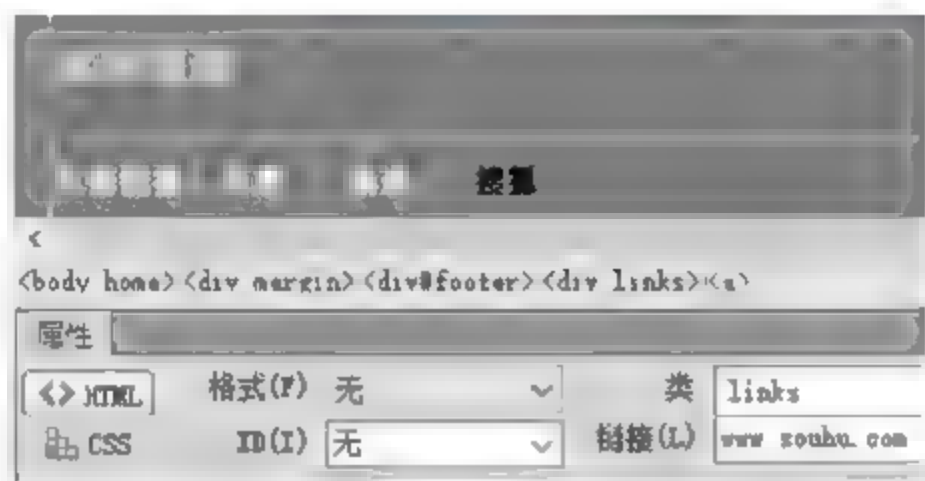 搜狐
<
<body home><div margin><div#footer><div links><a>
属性
<> HTML 格式(F) 无 类 links
CSS ID(I) 无 链接(L) www souhu com